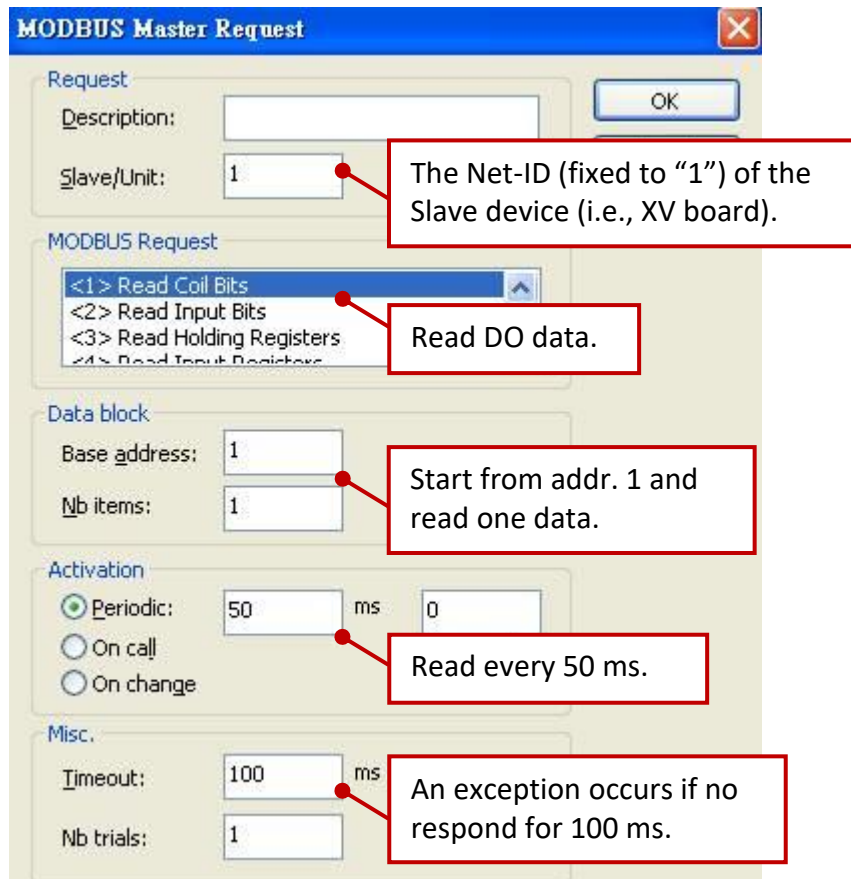 MODBUS Master Request
Request
OK
Description:
Slave/Unit: 1
The Net-ID (fixed to “1”) of the
Slave device (i.e., XV board).
MODBUS Request
<1> Read Coil Bits
<2> Read Input Bits
<3> Read Holding Registers
<4> Read Input Registers
Read DO data.
Data block
Base address: 1
Nb items: 1
Start from addr. 1 and
read one data.
Activation
Periodic: 50 ms 0
On call
On change
Read every 50 ms.
Misc.
Timeout: 100 ms
Nb trials: 1
An exception occurs if no
respond for 100 ms.